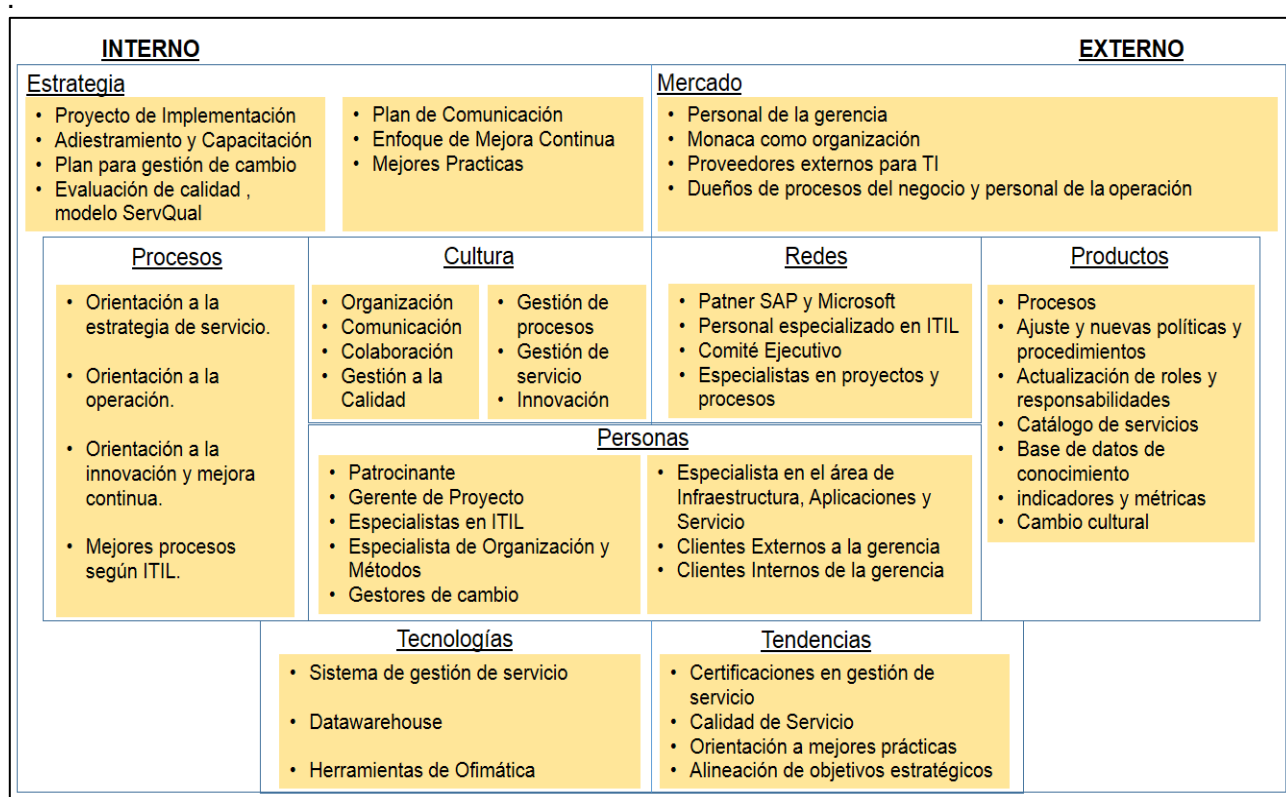 .
INTERNO
EXTERNO
Estrategia
• Proyecto de Implementación
• Adiestramiento y Capacitación
• Plan para gestión de cambio
• Evaluación de calidad ,
modelo ServQual
• Plan de Comunicación
• Enfoque de Mejora Continua
• Mejores Practicas
Mercado
• Personal de la gerencia
• Monaca como organización
• Proveedores externos para TI
• Dueños de procesos del negocio y personal de la operación
Procesos
• Orientación a la
estrategia de servicio.
• Orientación a la
operación.
• Orientación a la
innovación y mejora
continua.
• Mejores procesos
según ITIL.
Cultura
• Organización
• Comunicación
• Colaboración
• Gestión a la
Calidad
• Gestión de
procesos
• Gestión de
servicio
• Innovación
Redes
• Patner SAP y Microsoft
• Personal especializado en ITIL
• Comité Ejecutivo
• Especialistas en proyectos y
procesos
Productos
• Procesos
• Ajuste y nuevas políticas y
procedimientos
• Actualización de roles y
responsabilidades
• Catálogo de servicios
• Base de datos de
conocimiento
• indicadores y métricas
• Cambio cultural
Personas
• Patrocinante
• Gerente de Proyecto
• Especialistas en ITIL
• Especialista de Organización y
Métodos
• Gestores de cambio
• Especialista en el área de
Infraestructura, Aplicaciones y
Servicio
• Clientes Externos a la gerencia
• Clientes Internos de la gerencia
Tecnologías
• Sistema de gestión de servicio
• Datawarehouse
• Herramientas de Ofimática
Tendencias
• Certificaciones en gestión de
servicio
• Calidad de Servicio
• Orientación a mejores prácticas
• Alineación de objetivos estratégicos